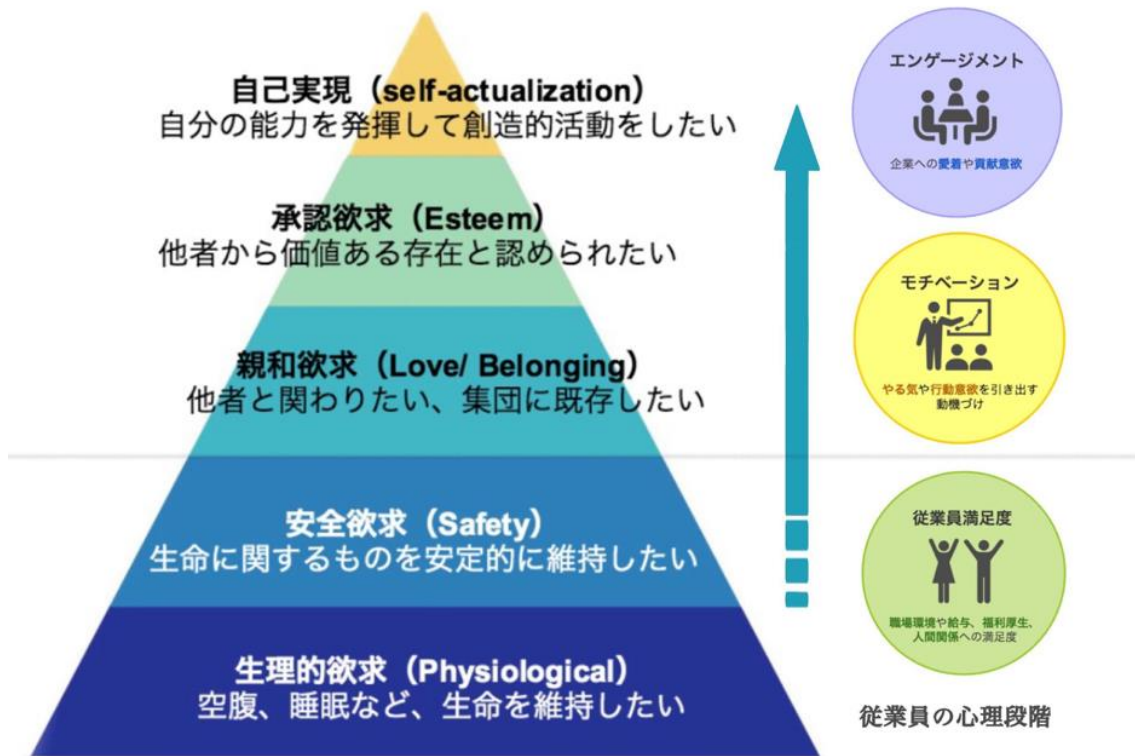 自己実現（self-actualization）
自分の能力を発揮して創造的活動をしたい
承認欲求（Esteem）
他者から価値ある存在と認められたい
親和欲求（Love/ Belonging）
他者と関わりたい、集団に既存したい
安全欲求（Safety）
生命に関するものを安定的に維持したい
生理的欲求（Physiological）
空腹、睡眠など、生命を維持したい
エンゲージメント
企業への愛着や貢献意欲
モチベーション
やる気や行動意欲を引き出す
動機づけ
従業員満足度
職場環境や給与、福利厚生、
人間関係への満足度
従業員の心理段階